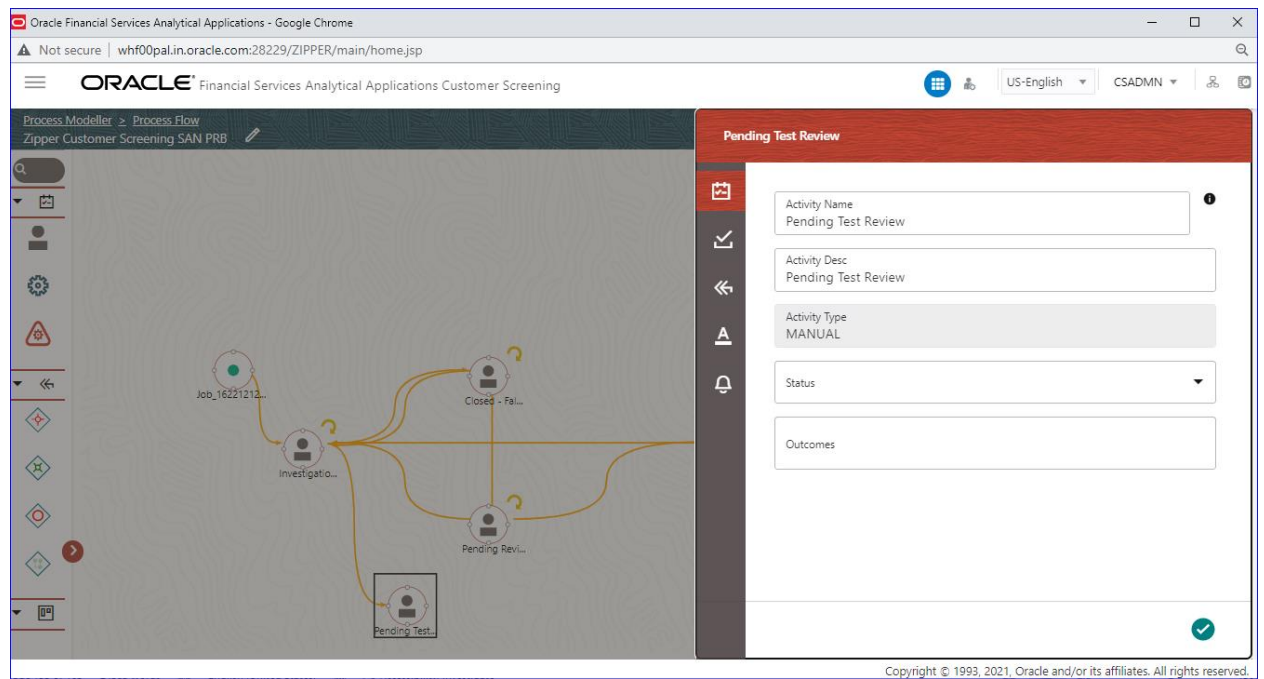 Oracle Financial Services Analytical Applications - Google Chrome
Not secure | whf00pal.in.oracle.com:28229/ZIPPER/main/home.jsp
ORACLE Financial Services Analytical Applications Customer Screening
US-English
CSADMN
Process Modeller > Process Flow
Zipper Customer Screening SAN PRB
Pending Test Review
Activity Name
Pending Test Review
Activity Desc
Pending Test Review
Activity Type
MANUAL
Status
Outcomes
Job_16221212...
Closed - Fal...
Investigatio...
Pending Revi...
Pending Test...
Copyright © 1993, 2021, Oracle and/or its affiliates. All rights reserved.